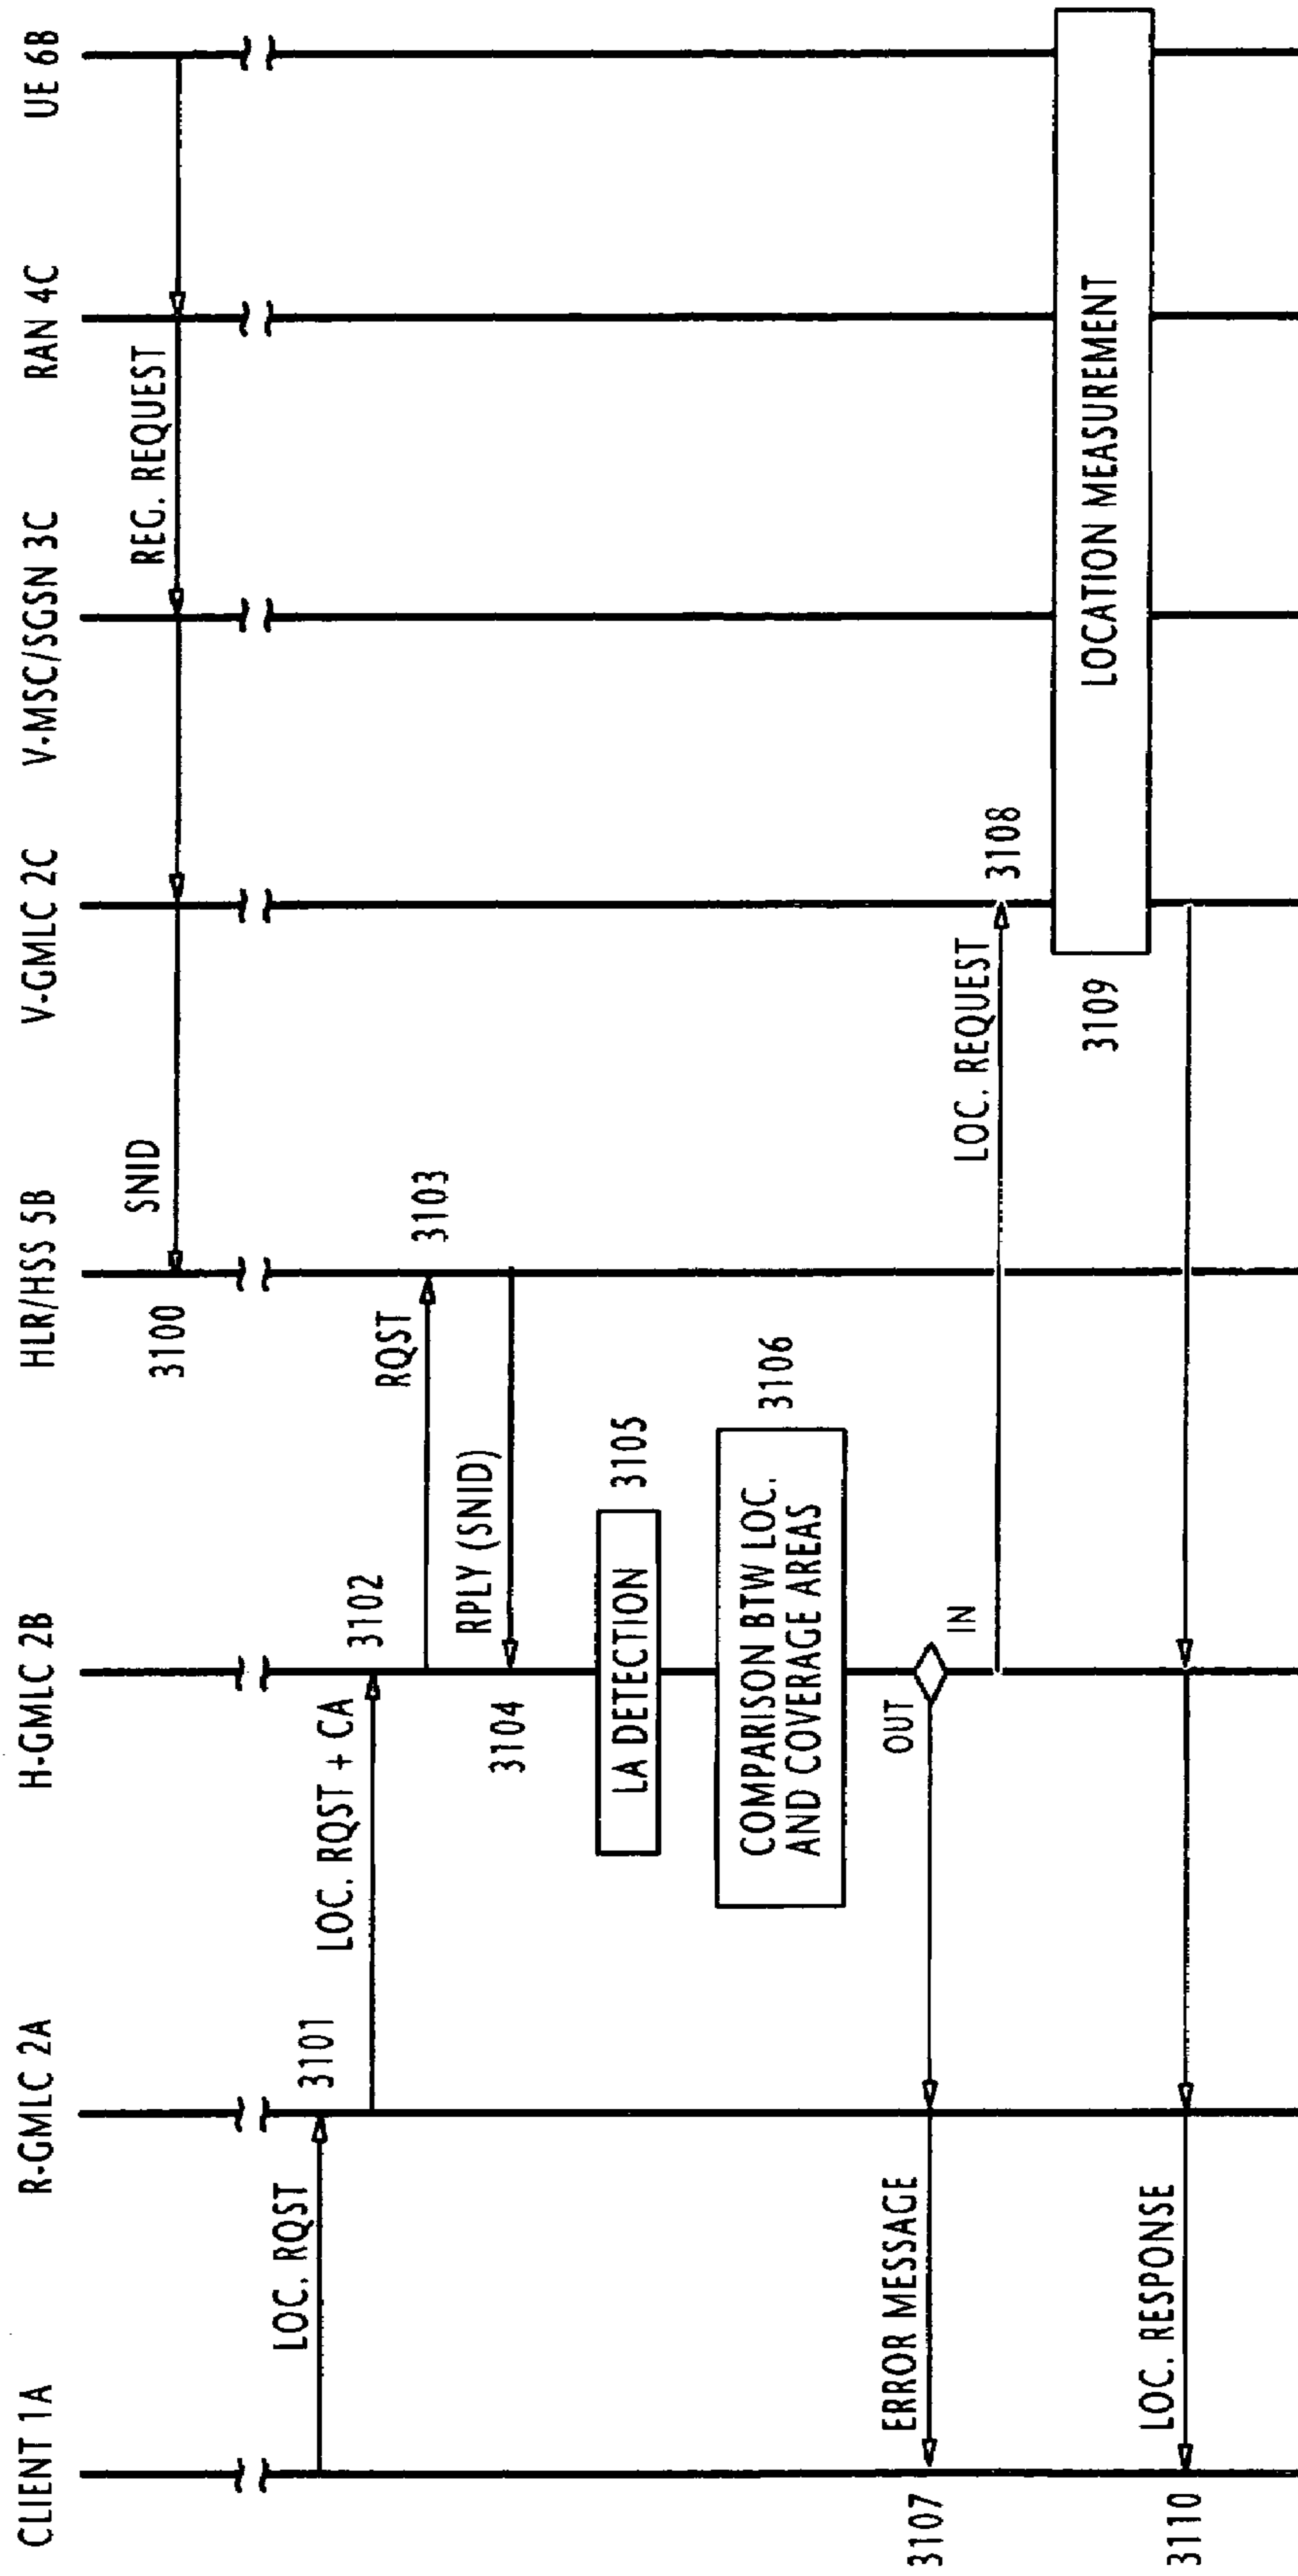 CLIENT 1A
R-GMLC 2A
H-GMLC 2B
HLR/HSS 5B
V-GMLC 2C
V-MSC/SGSN 3C
RAN 4C
UE 6B
SNID
REG. REQUEST
3100
LOC. RQST
3101
LOC. RQST + CA
3102
RQST
3103
RPLY (SNID)
3104
LA DETECTION
3105
COMPARISON BTW LOC.
AND COVERAGE AREAS
3106
OUT
IN
ERROR MESSAGE
3107
LOC. REQUEST
3108
LOCATION MEASUREMENT
3109
LOC. RESPONSE
3110